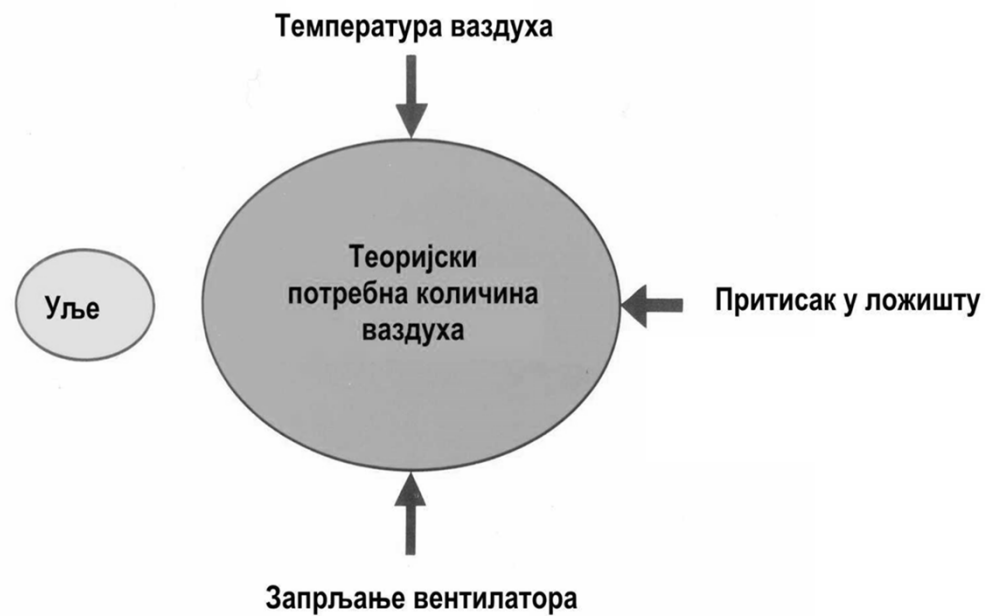 Температура ваздуха
Теоријски
потребна количина
ваздуха
Уље
Притисак у ложишту
Запрљање вентилатора